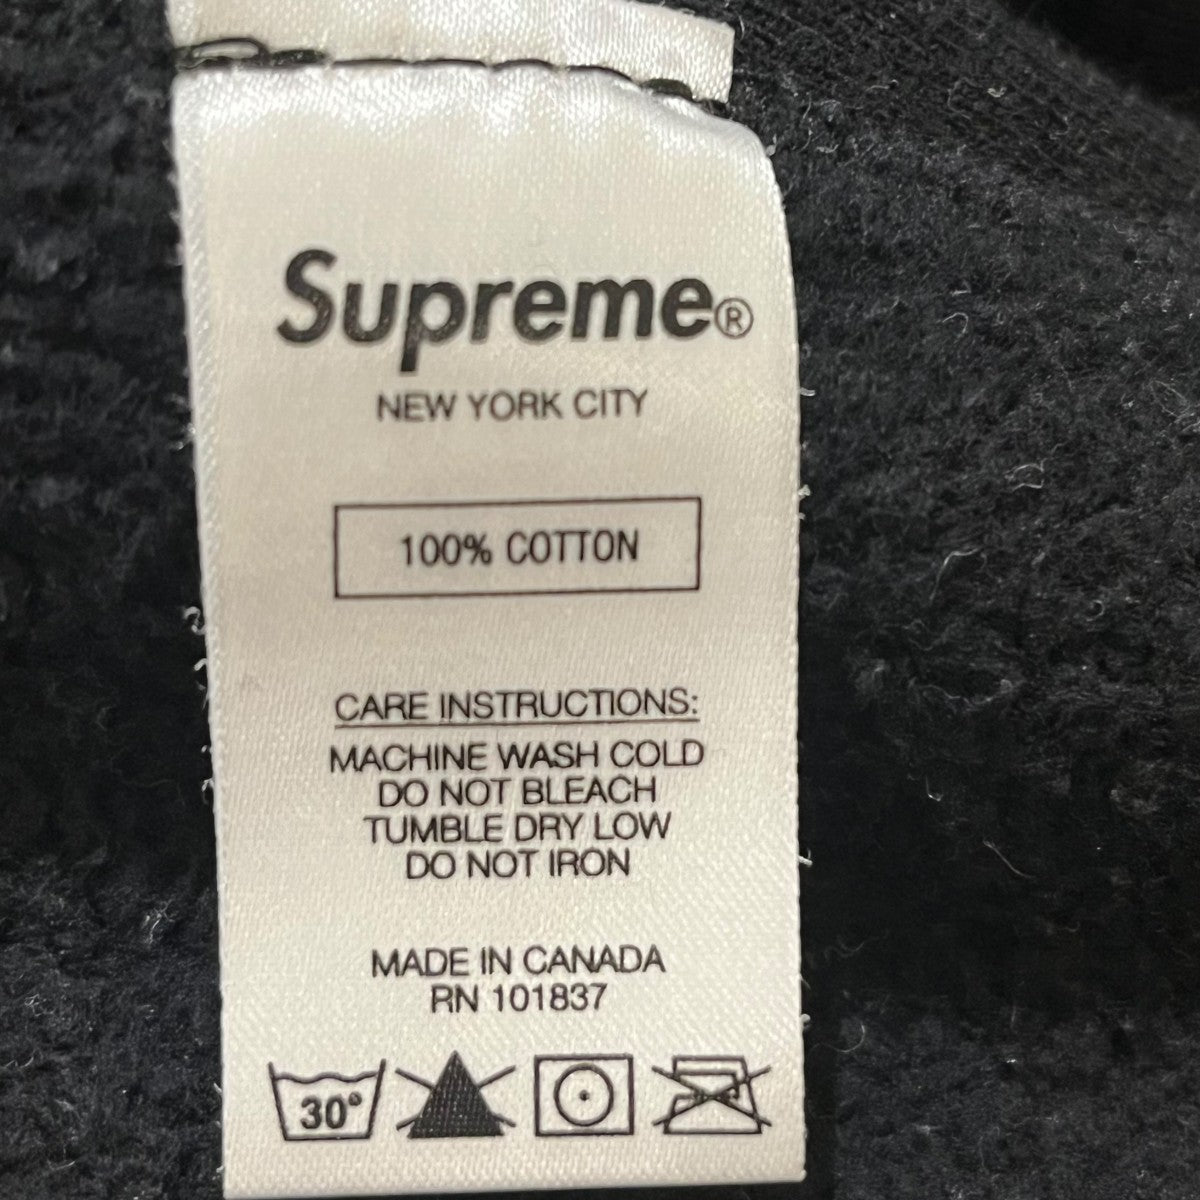 Supreme®
NEW YORK CITY
100% COTTON
CARE INSTRUCTIONS:
MACHINE WASH COLD
DO NOT BLEACH
TUMBLE DRY LOW
DO NOT IRON
MADE IN CANADA
RN 101837
30°